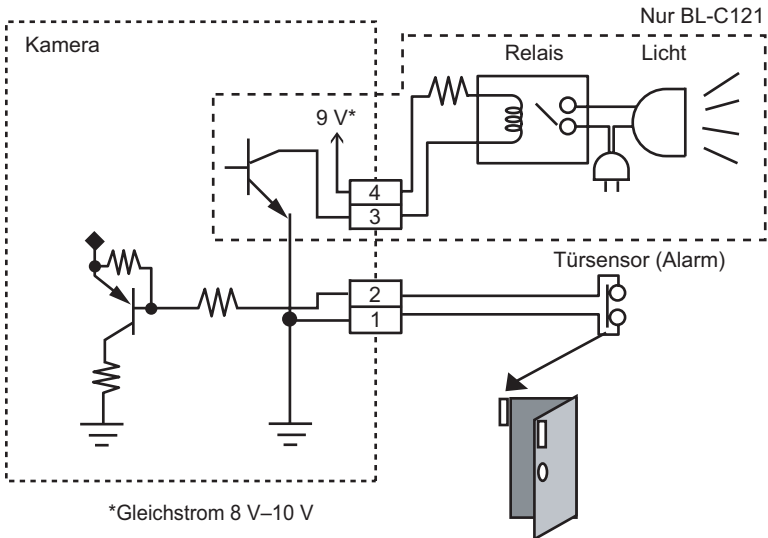 Nur BL-C121
Kamera
Relais
Licht
9 V*
4
3
Türsensor (Alarm)
2
1
*Gleichstrom 8 V–10 V